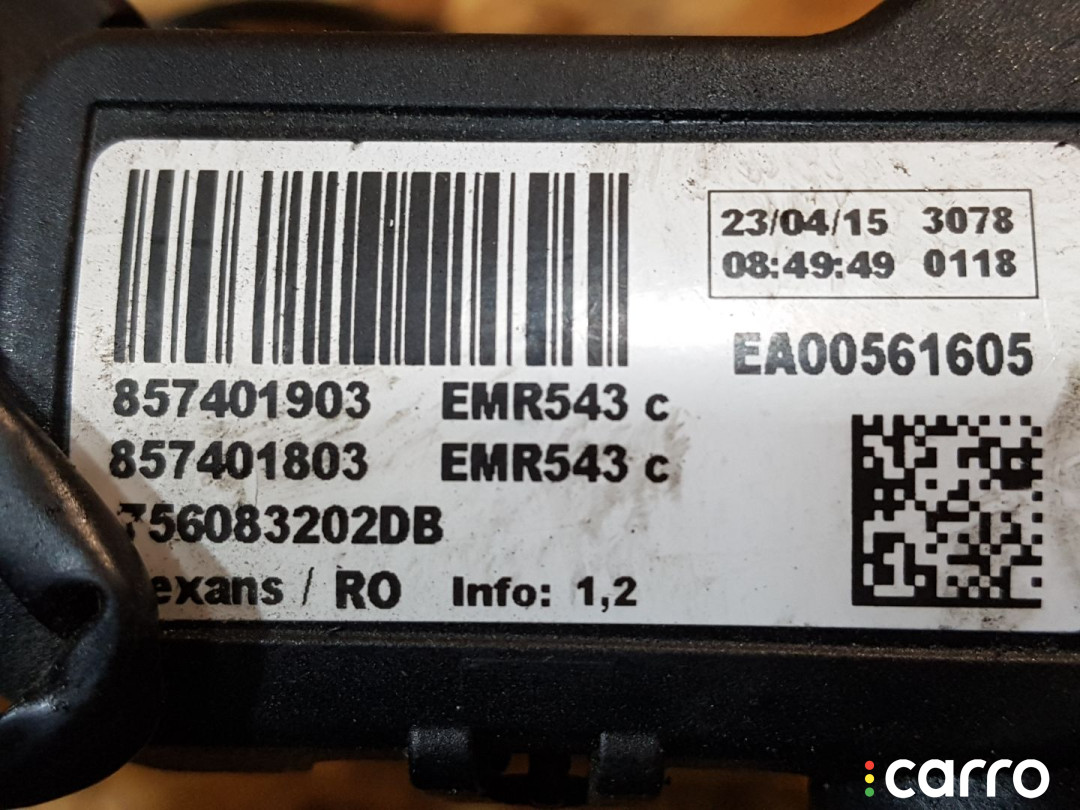 23/04/15 3078
08:49:49 0118
EA00561605
857401903 EMR543 c
857401803 EMR543 c
756083202DB
exans / RO Info: 1,2
carro